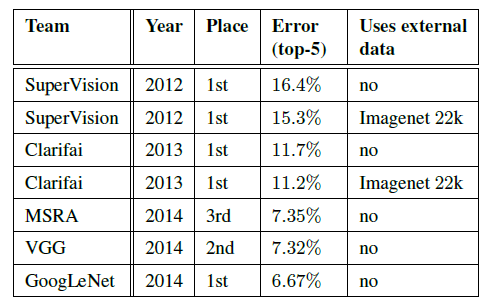 Team Year Place Error (top-5) Uses external data
SuperVision 2012 1st 16.4% no
SuperVision 2012 1st 15.3% Imagenet 22k
Clarifai 2013 1st 11.7% no
Clarifai 2013 1st 11.2% Imagenet 22k
MSRA 2014 3rd 7.35% no
VGG 2014 2nd 7.32% no
GoogLeNet 2014 1st 6.67% no